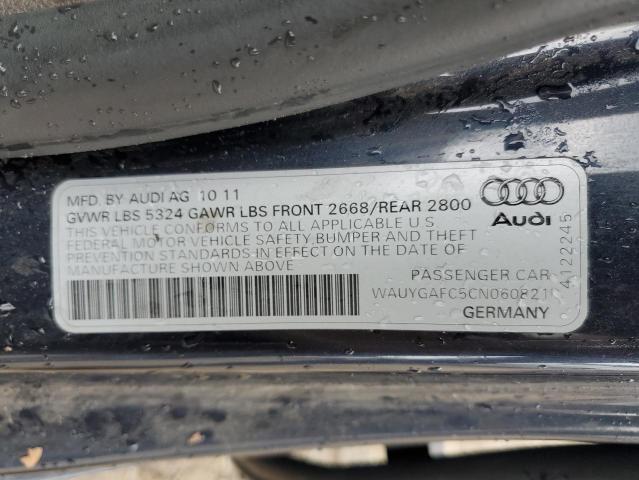 MFD. BY AUDI AG 10 11
GVWR LBS 5324 GAWR LBS FRONT 2668/REAR 2800
THIS VEHICLE CONFORMS TO ALL APPLICABLE U S
FEDERAL MOTOR VEHICLE SAFETY, BUMPER AND THEFT
PREVENTION STANDARDS IN EFFECT ON THE DATE OF
MANUFACTURE SHOWN ABOVE
Audi
PASSENGER CAR
WAUYGAFC5CN060821
GERMANY
4122245